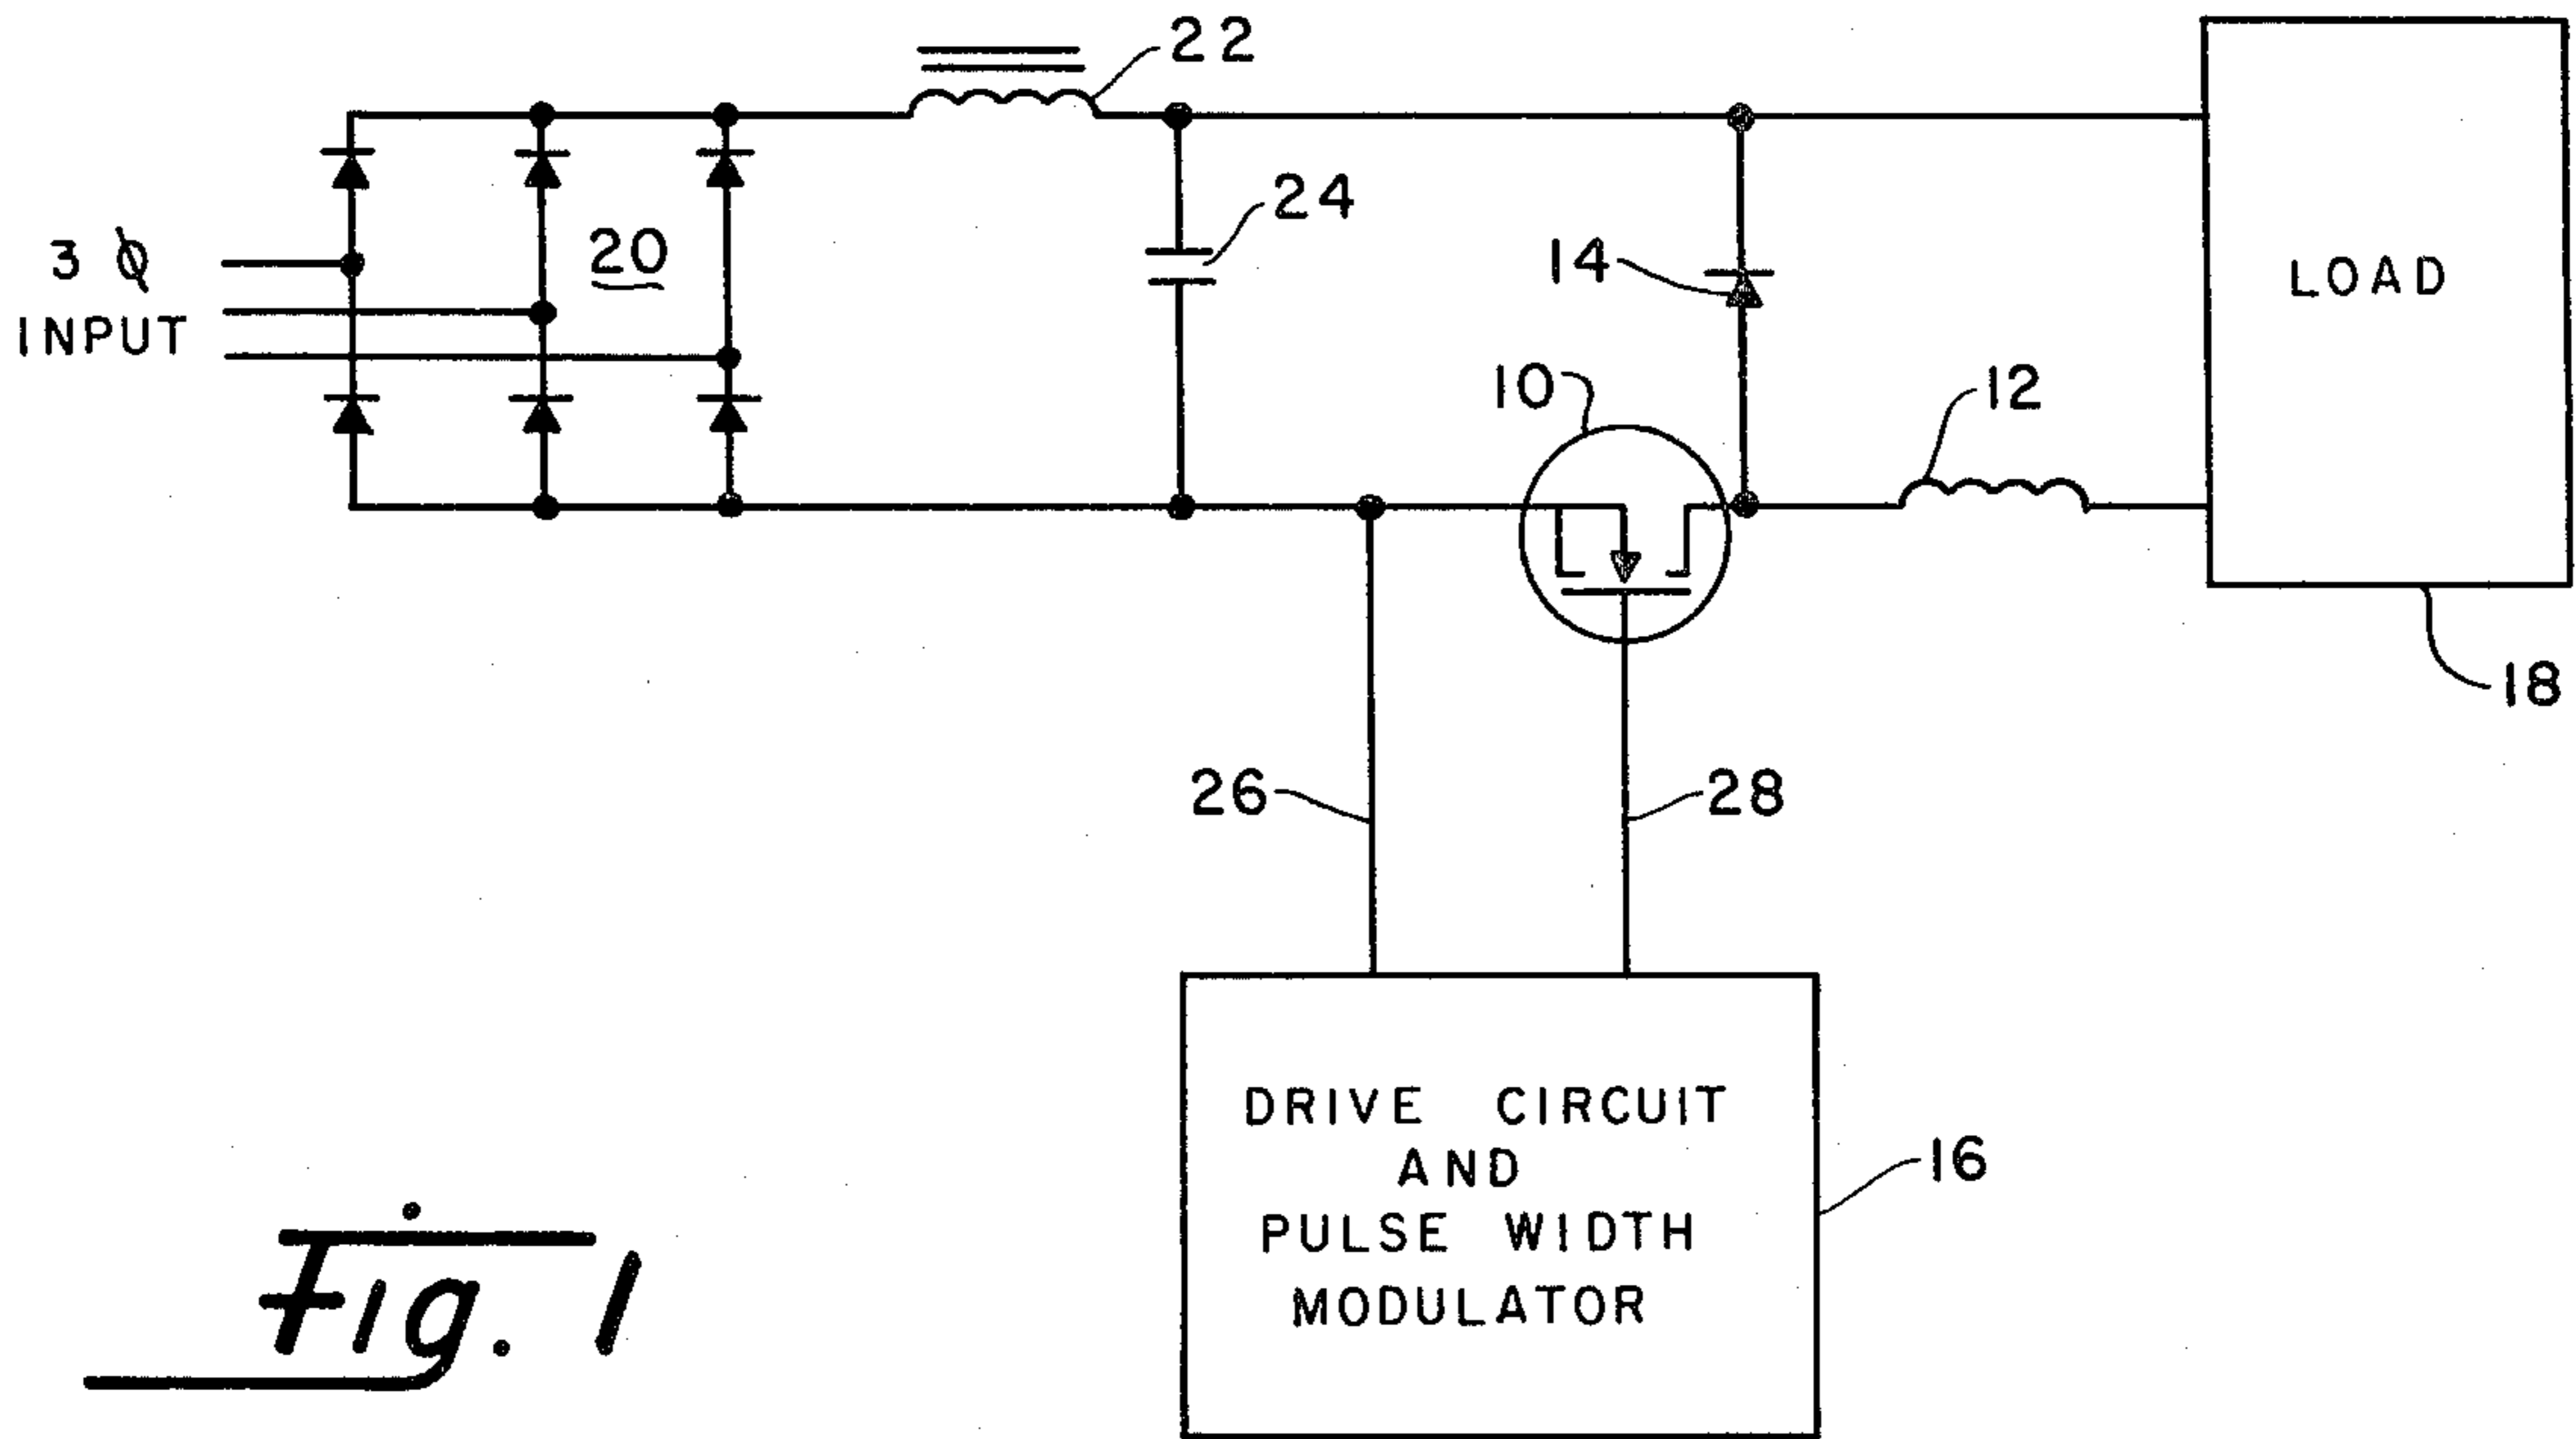 22
24
3 ϕ
INPUT
20
14
LOAD
10
12
18
26
28
DRIVE CIRCUIT
AND
PULSE WIDTH
MODULATOR
16
Fig. 1